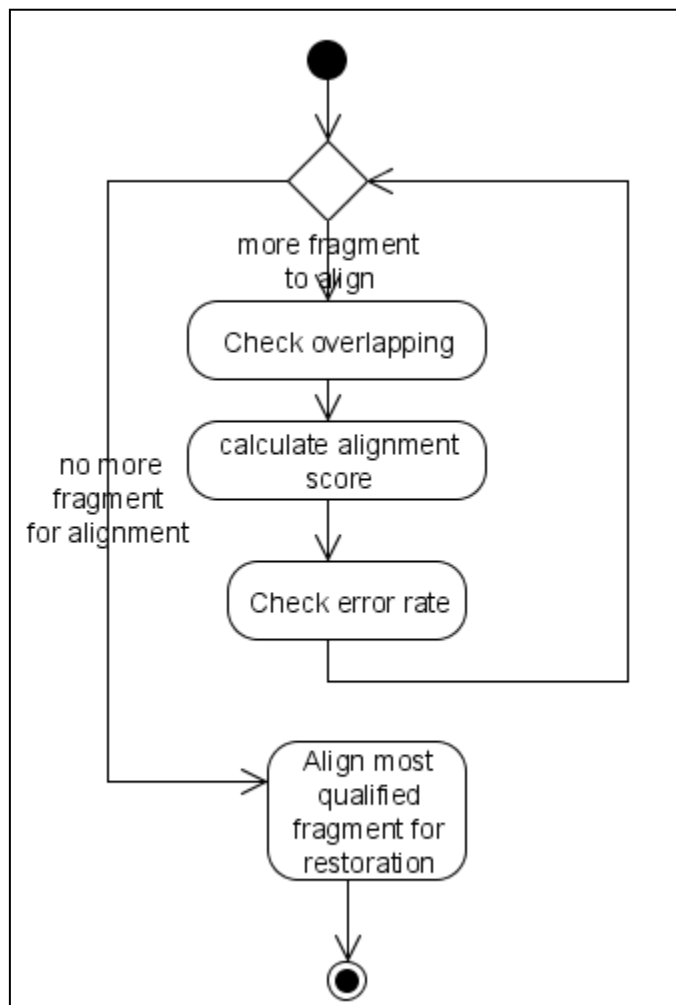 more fragment
to align
Check overlapping
calculate alignment
score
no more
fragment
for alignment
Check error rate
Align most
qualified
fragment for
restoration